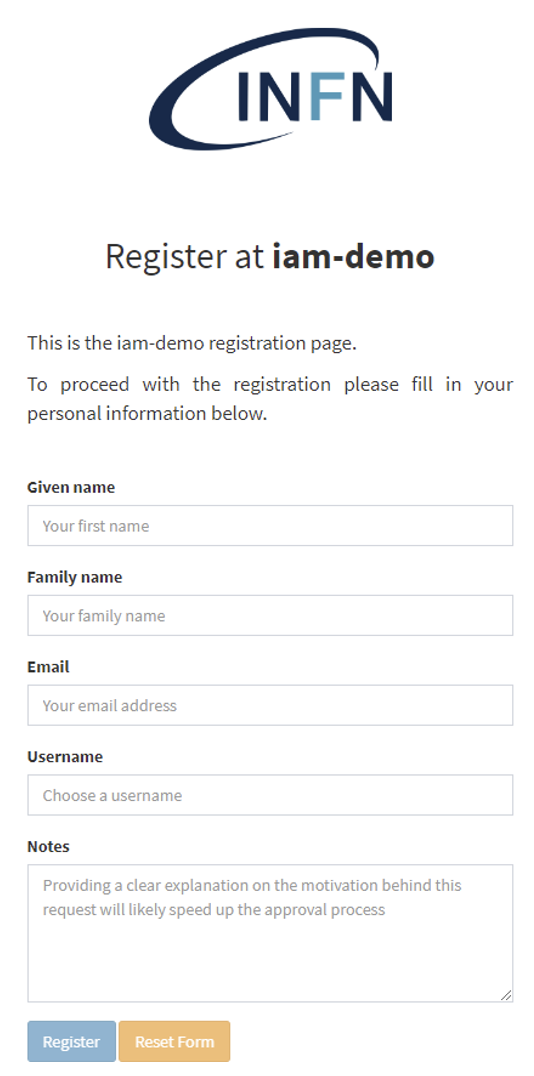 INFN
Register at iam-demo
This is the iam-demo registration page.
To proceed with the registration please fill in your
personal information below.
Given name
Your first name
Family name
Your family name
Email
Your email address
Username
Choose a username
Notes
Providing a clear explanation on the motivation behind this
request will likely speed up the approval process
Register Reset Form